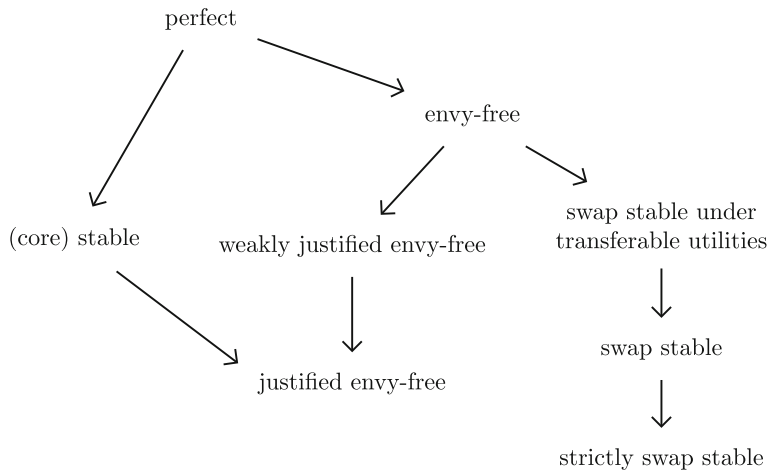 perfect
envy-free
swap stable under
transferable utilities
(core) stable
weakly justified envy-free
swap stable
justified envy-free
strictly swap stable